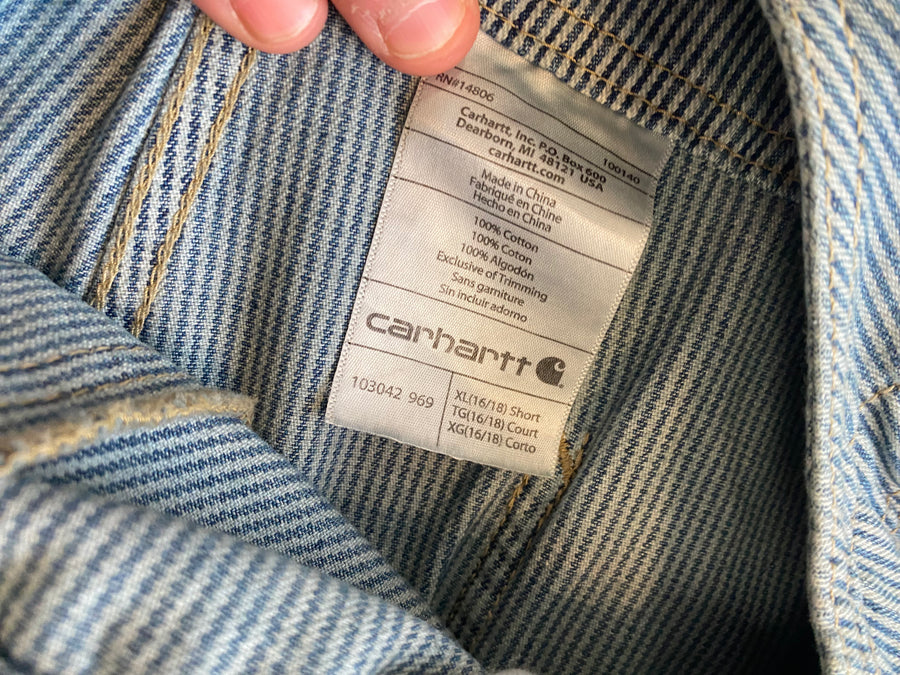 RN#14806 100140
Carhartt, Inc. P.O. Box 600
Dearborn, MI 48121 USA
carhartt.com
Made in China
Fabriqué en Chine
Hecho en China
100% Cotton
100% Coton
100% Algodón
Exclusive of Trimming
Sans garniture
Sin incluir adorno
carhartt
103042 969
XL(16/18) Short
TG(16/18) Court
XG(16/18) Corto